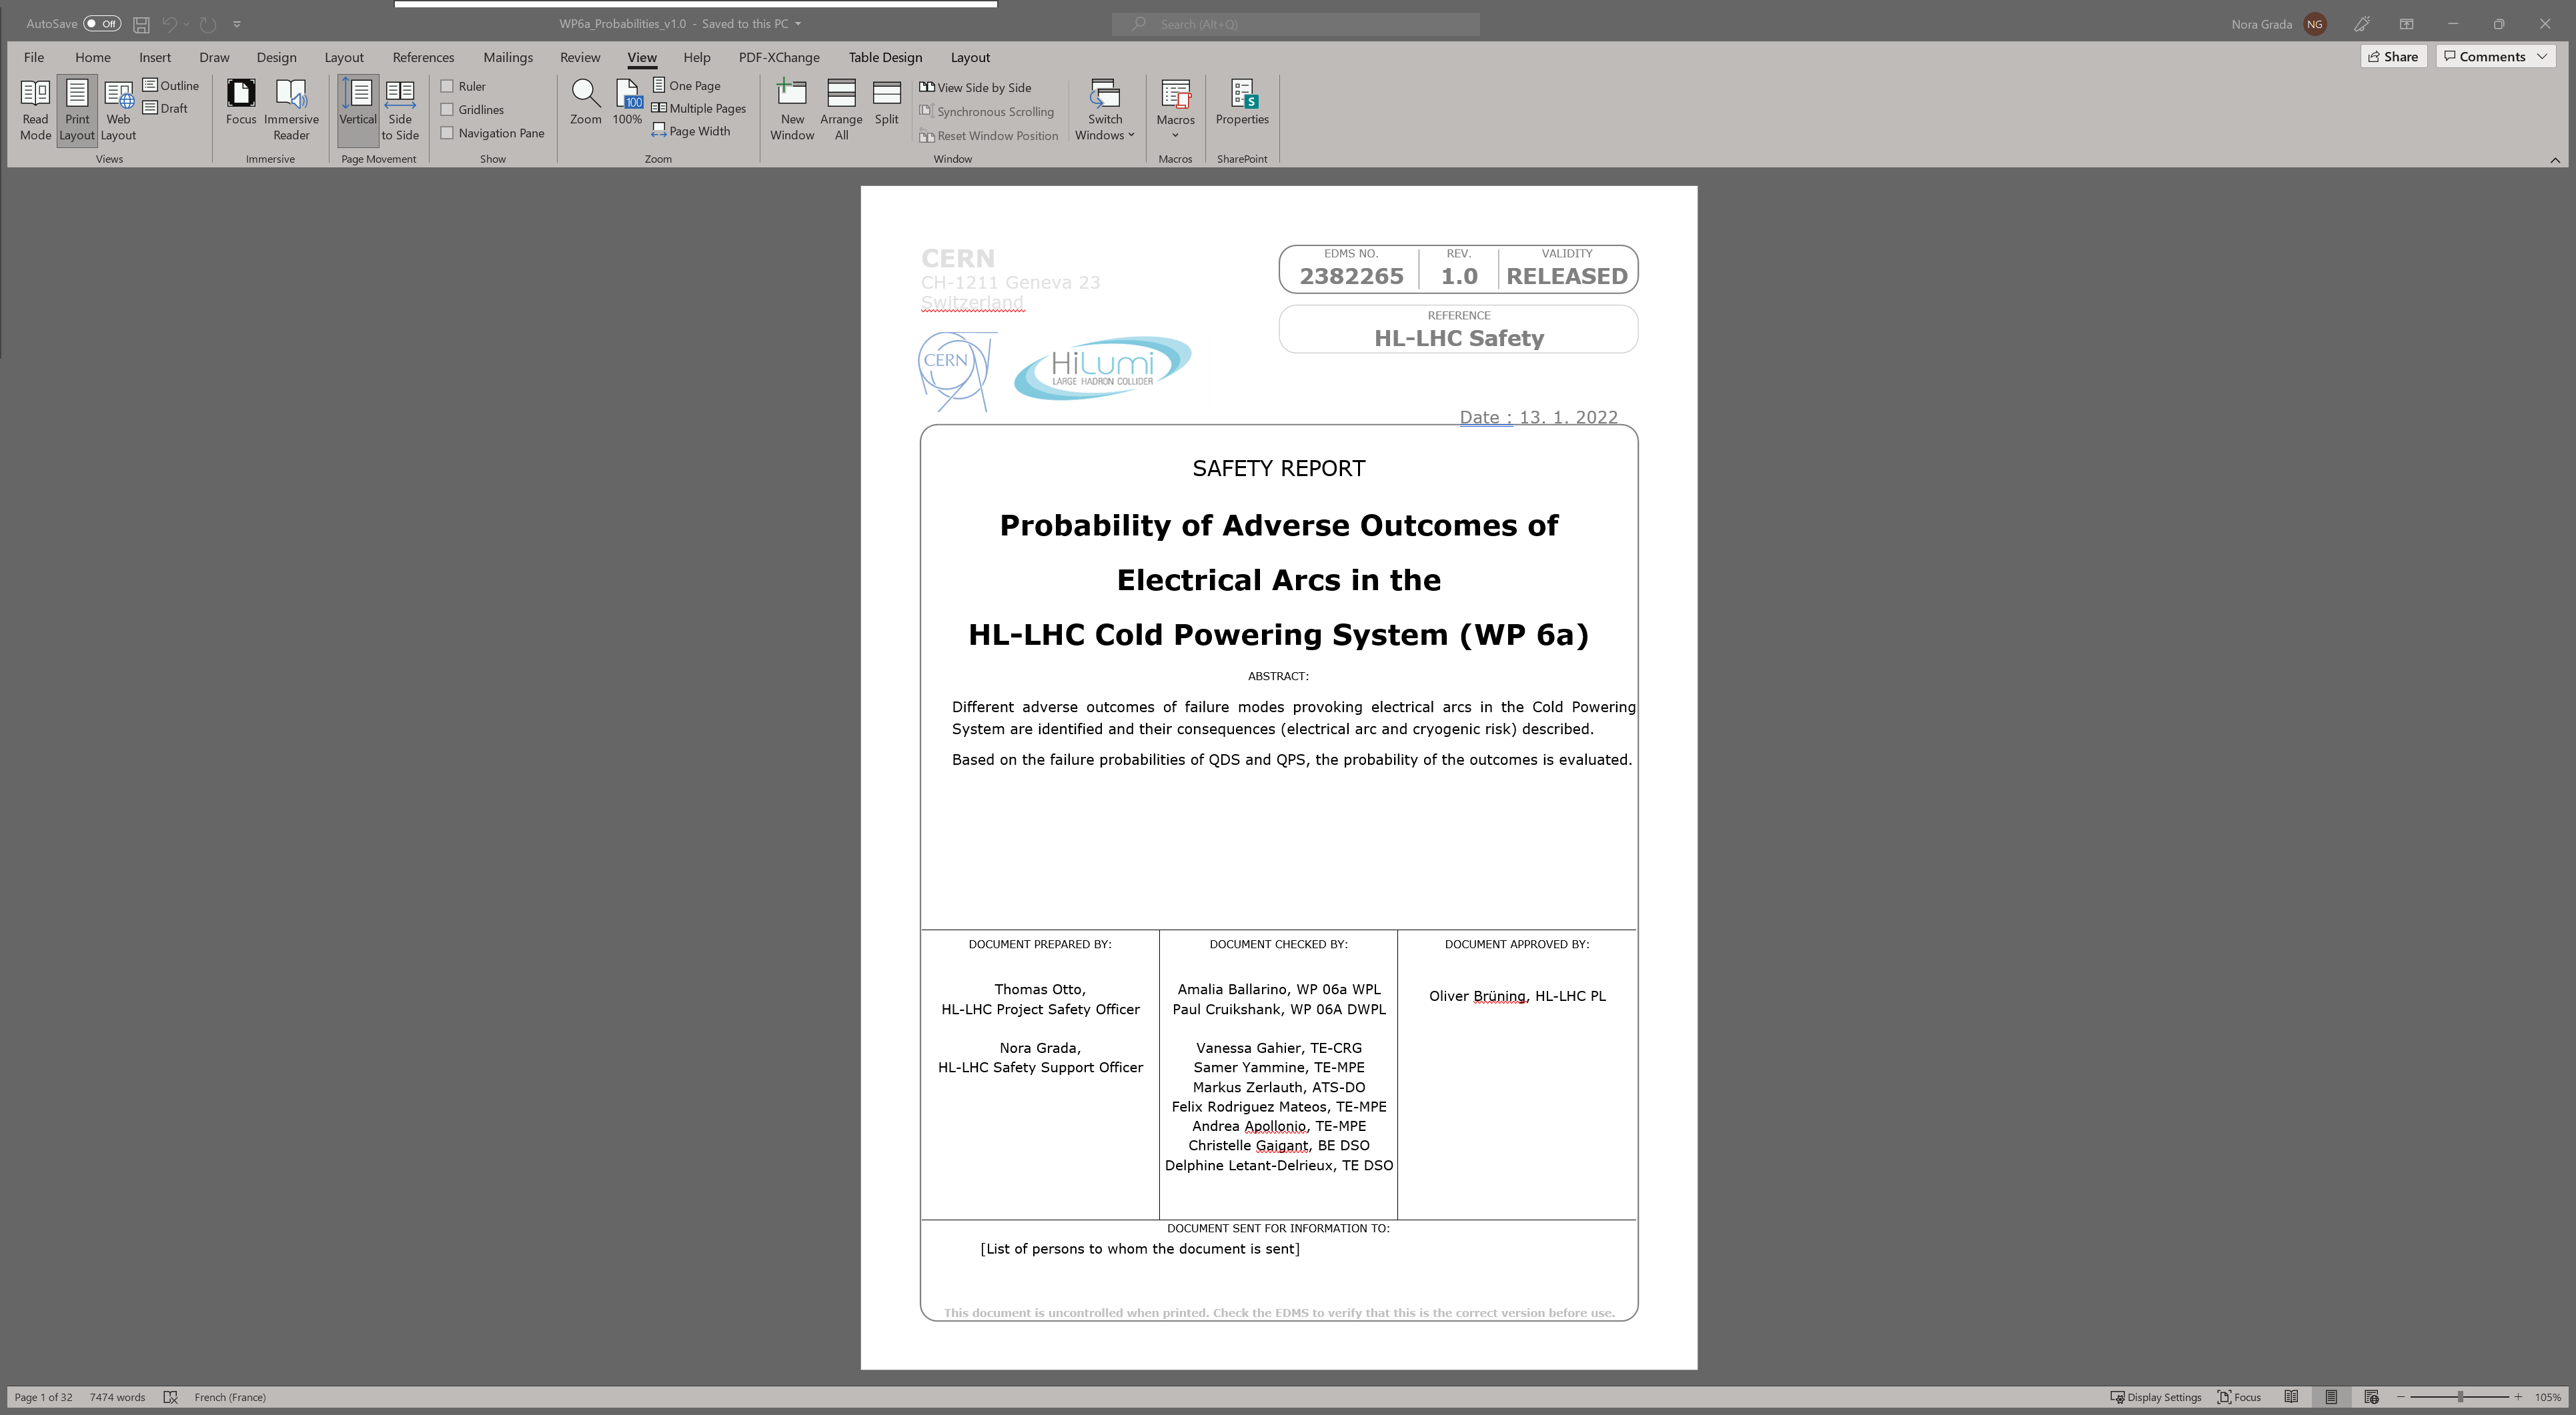 AutoSave Off
WP6a_Probabilities_v1.0 - Saved to this PC
Search (Alt+Q)
Nora Grada NG
File Home Insert Draw Design Layout References Mailings Review View Help PDF-XChange Table Design Layout
Share Comments
Read Mode
Print Layout
Web Layout
Outline
Draft
Views
Focus
Immersive Reader
Immersive
Vertical
Side to Side
Page Movement
Ruler
Gridlines
Navigation Pane
Show
Zoom
100
100%
One Page
Multiple Pages
Page Width
Zoom
New Window
Arrange All
Split
View Side by Side
Synchronous Scrolling
Reset Window Position
Switch Windows
Window
Macros
Macros
S
Properties
SharePoint
CERN
CH-1211 Geneva 23
Switzerland
CERN
HiLumi
LARGE HADRON COLLIDER
EDMS NO. REV. VALIDITY
2382265 1.0 RELEASED
REFERENCE
HL-LHC Safety
Date : 13. 1. 2022
SAFETY REPORT
Probability of Adverse Outcomes of
Electrical Arcs in the
HL-LHC Cold Powering System (WP 6a)
ABSTRACT:
Different adverse outcomes of failure modes provoking electrical arcs in the Cold Powering
System are identified and their consequences (electrical arc and cryogenic risk) described.
Based on the failure probabilities of QDS and QPS, the probability of the outcomes is evaluated.
DOCUMENT PREPARED BY:
Thomas Otto,
HL-LHC Project Safety Officer
Nora Grada,
HL-LHC Safety Support Officer
DOCUMENT CHECKED BY:
Amalia Ballarino, WP 06a WPL
Paul Cruikshank, WP 06A DWPL
Vanessa Gahier, TE-CRG
Samer Yammine, TE-MPE
Markus Zerlauth, ATS-DO
Felix Rodriguez Mateos, TE-MPE
Andrea Apollonio, TE-MPE
Christelle Gaigant, BE DSO
Delphine Letant-Delrieux, TE DSO
DOCUMENT APPROVED BY:
Oliver Brüning, HL-LHC PL
DOCUMENT SENT FOR INFORMATION TO:
[List of persons to whom the document is sent]
This document is uncontrolled when printed. Check the EDMS to verify that this is the correct version before use.
Page 1 of 32 7474 words French (France)
Display Settings Focus 105%